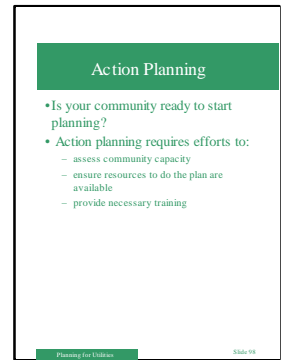 Action Planning
•Is your community ready to start
planning?
• Action planning requires efforts to:
– assess community capacity
– ensure resources to do the plan are
available
– provide necessary training
Planning for Utilities
Slide 98